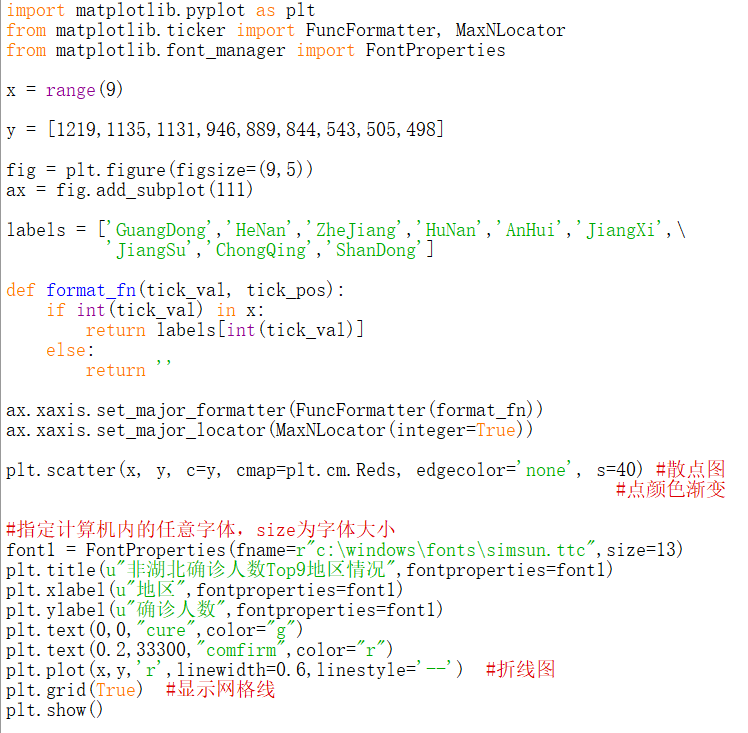 import matplotlib.pyplot as plt
from matplotlib.ticker import FuncFormatter, MaxNLocator
from matplotlib.font_manager import FontProperties
x = range(9)
y = [1219,1135,1131,946,889,844,543,505,498]
fig = plt.figure(figsize=(9,5))
ax = fig.add_subplot(111)
labels = ['GuangDong','HeNan','ZheJiang','HuNan','AnHui','JiangXi',\
'JiangSu','ChongQing','ShanDong']
def format_fn(tick_val, tick_pos):
if int(tick_val) in x:
return labels[int(tick_val)]
else:
return ''
ax.xaxis.set_major_formatter(FuncFormatter(format_fn))
ax.xaxis.set_major_locator(MaxNLocator(integer=True))
plt.scatter(x, y, c=y, cmap=plt.cm.Reds, edgecolor='none', s=40) #散点图
#点颜色渐变
#指定计算机内的任意字体，size为字体大小
font1 = FontProperties(fname=r"c:\windows\fonts\simsun.ttc",size=13)
plt.title(u"非湖北确诊人数Top9地区情况",fontproperties=font1)
plt.xlabel(u"地区",fontproperties=font1)
plt.ylabel(u"确诊人数",fontproperties=font1)
plt.text(0,0,"cure",color="g")
plt.text(0.2,33300,"comfirm",color="r")
plt.plot(x,y,'r',linewidth=0.6,linestyle='--')  #折线图
plt.grid(True)  #显示网格线
plt.show()